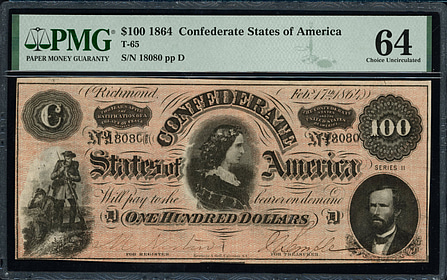 PMG
PAPER MONEY GUARANTY
$100 1864 Confederate States of America
T-65
S/N 18080 pp D
64
Choice Uncirculated
Richmond Feb. 17th 1864
C
CONFEDERATE
100
No 18080 No 18080
States of America
SERIES II
Will pay to the bearer on demand
D ONE HUNDRED DOLLARS D
FOR REGISTER FOR TREASURER